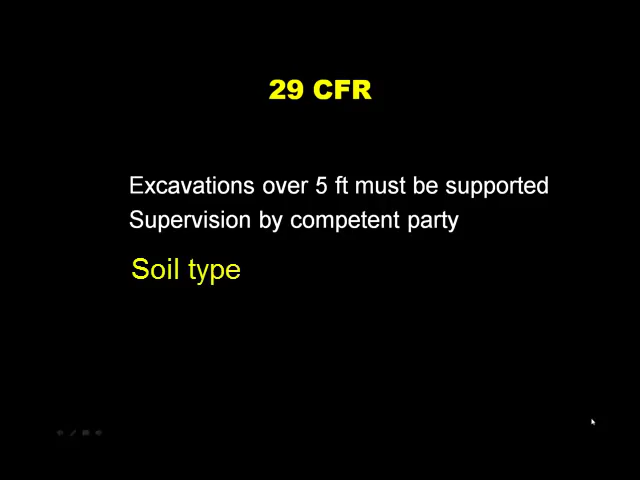 29 CFR
Excavations over 5 ft must be supported
Supervision by competent party
Soil type